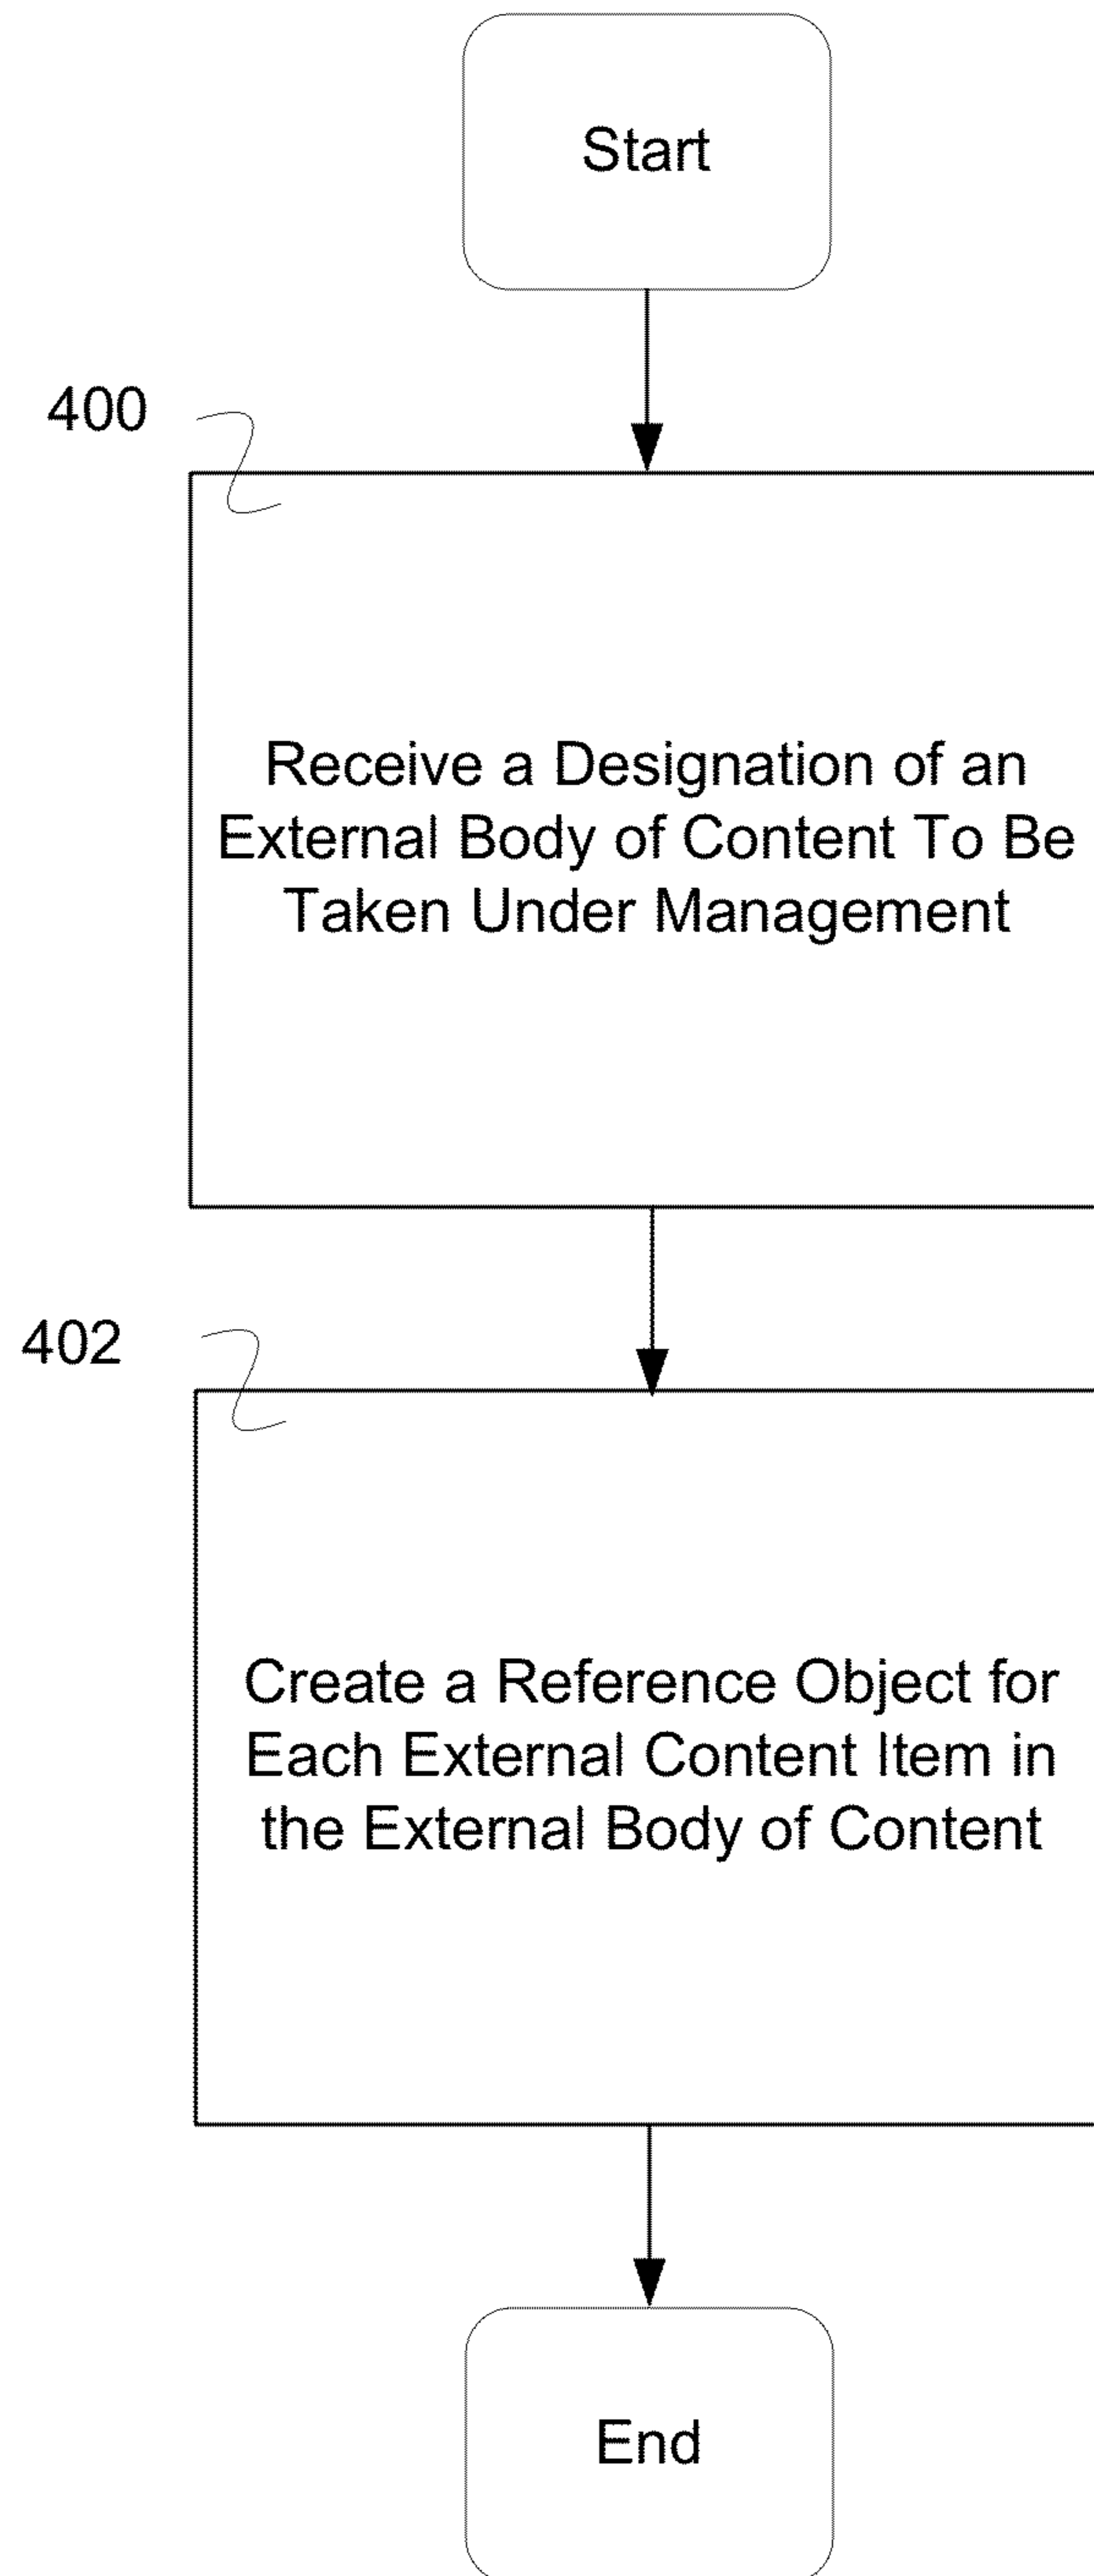 Start
400
Receive a Designation of an
External Body of Content To Be
Taken Under Management
402
Create a Reference Object for
Each External Content Item in
the External Body of Content
End